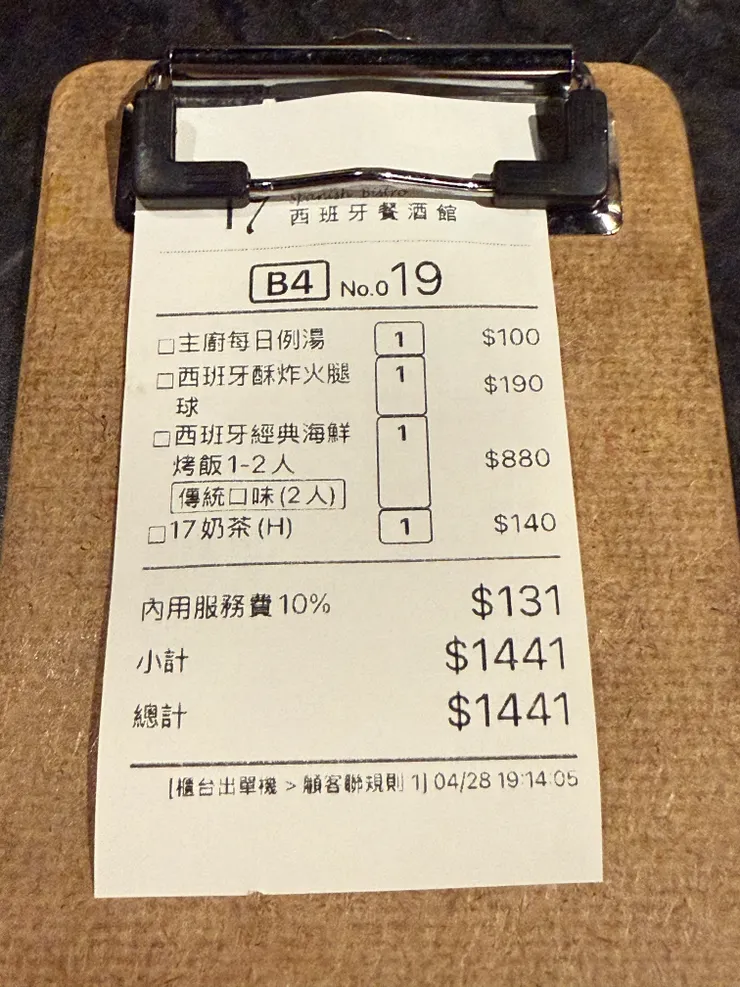 17 Spanish Bistro
西班牙餐酒館
B4 No.019
□主廚每日例湯 1 $100
□西班牙酥炸火腿 1 $190
球
□西班牙經典海鮮 1 $880
烤飯1-2人
傳統口味(2人)
□17奶茶(H) 1 $140
內用服務費10% $131
小計 $1441
總計 $1441
[櫃台出單機 > 顧客聯規則 1] 04/28 19:14:05